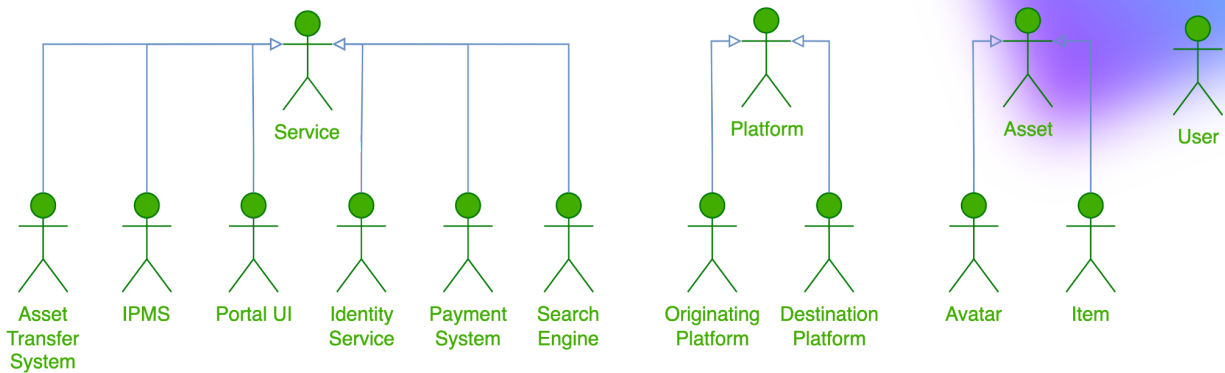 Service
Platform
Asset
User
Asset
Transfer
System
IPMS
Portal UI
Identity
Service
Payment
System
Search
Engine
Originating
Platform
Destination
Platform
Avatar
Item